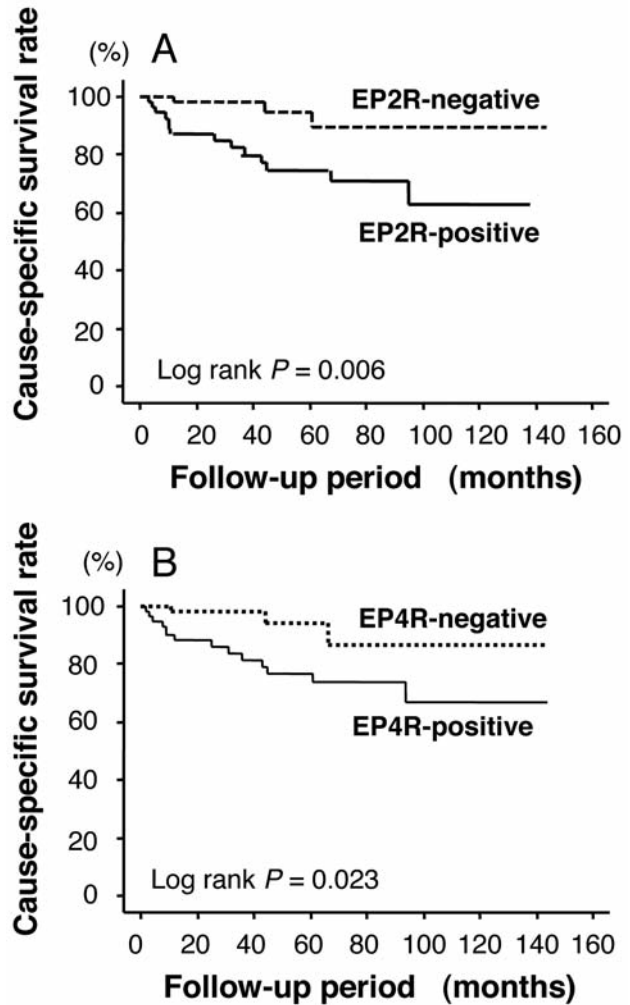 (%) A
Cause-specific survival rate
100
80
60
40
20
0
EP2R-negative
EP2R-positive
Log rank P = 0.006
0 20 40 60 80 100 120 140 160
Follow-up period (months)
(%) B
Cause-specific survival rate
100
80
60
40
20
0
EP4R-negative
EP4R-positive
Log rank P = 0.023
0 20 40 60 80 100 120 140 160
Follow-up period (months)